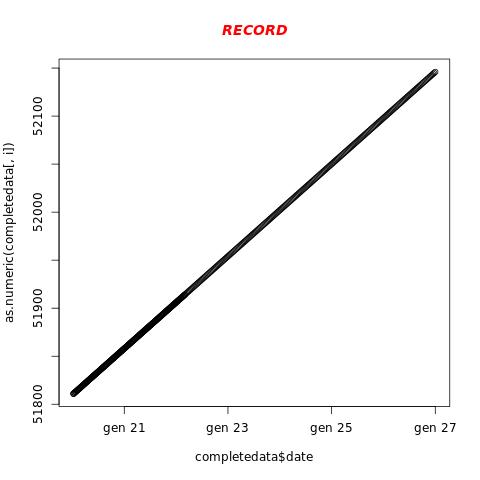 RECORD
as.numeric(completedata[, i])
52100
52000
51900
51800
gen 21 gen 23 gen 25 gen 27
completedata$date